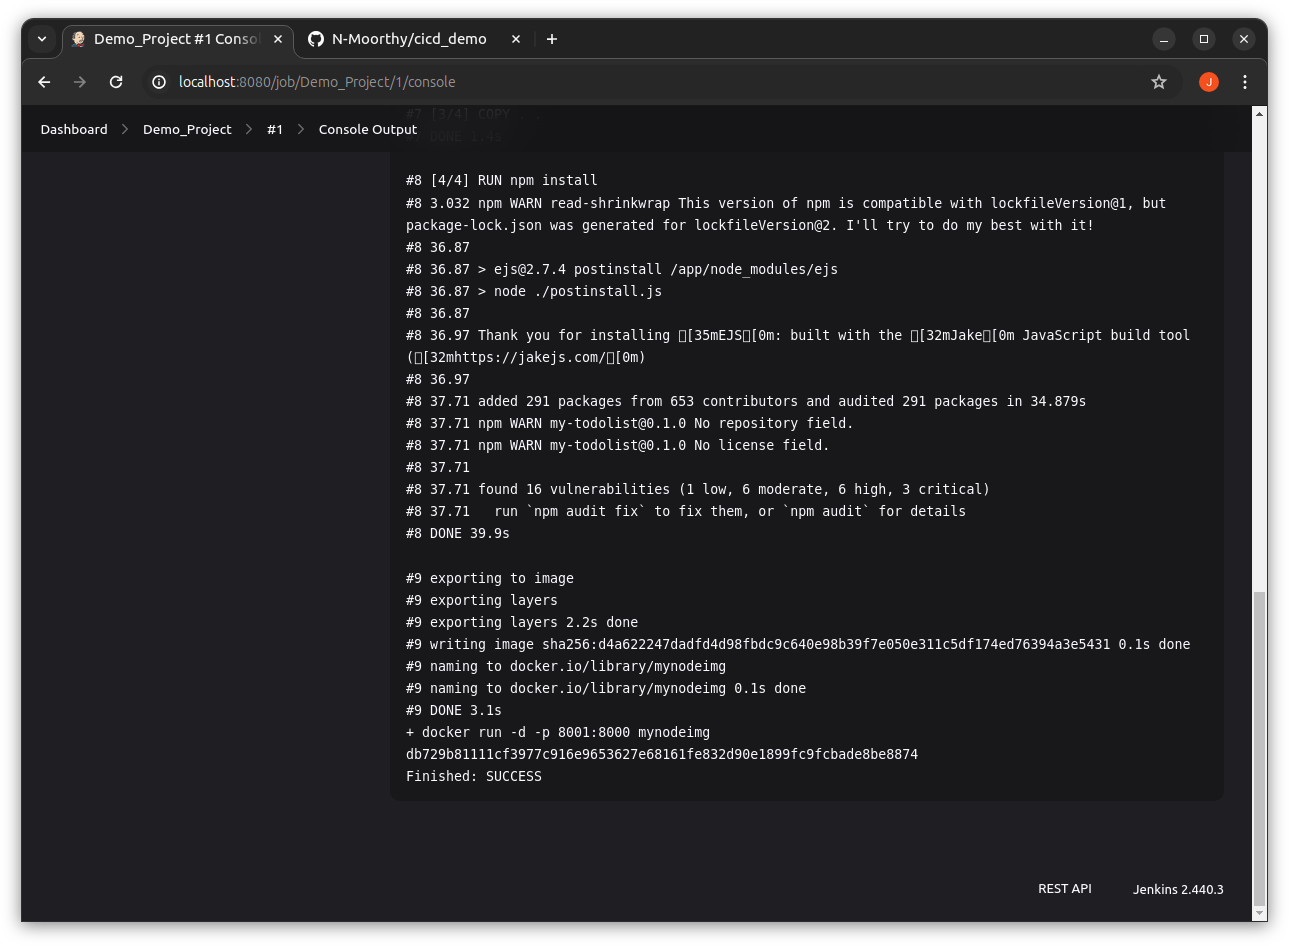 Demo_Project #1 Conso
N-Moorthy/cicd_demo
localhost:8080/job/Demo_Project/1/console
J
Dashboard > Demo_Project > #1 > Console Output
#7 [3/4] COPY . .
DONE 1.4s
#8 [4/4] RUN npm install
#8 3.032 npm WARN read-shrinkwrap This version of npm is compatible with lockfileVersion@1, but
package-lock.json was generated for lockfileVersion@2. I'll try to do my best with it!
#8 36.87
#8 36.87 > ejs@2.7.4 postinstall /app/node_modules/ejs
#8 36.87 > node ./postinstall.js
#8 36.87
#8 36.97 Thank you for installing □[35mEJS□[0m: built with the □[32mJake□[0m JavaScript build tool
(□[32mhttps://jakejs.com/□[0m)
#8 36.97
#8 37.71 added 291 packages from 653 contributors and audited 291 packages in 34.879s
#8 37.71 npm WARN my-todolist@0.1.0 No repository field.
#8 37.71 npm WARN my-todolist@0.1.0 No license field.
#8 37.71
#8 37.71 found 16 vulnerabilities (1 low, 6 moderate, 6 high, 3 critical)
#8 37.71   run `npm audit fix` to fix them, or `npm audit` for details
#8 DONE 39.9s
#9 exporting to image
#9 exporting layers
#9 exporting layers 2.2s done
#9 writing image sha256:d4a622247dadfd4d98fbdc9c640e98b39f7e050e311c5df174ed76394a3e5431 0.1s done
#9 naming to docker.io/library/mynodeimg
#9 naming to docker.io/library/mynodeimg 0.1s done
#9 DONE 3.1s
+ docker run -d -p 8001:8000 mynodeimg
db729b81111cf3977c916e9653627e68161fe832d90e1899fc9fcbade8be8874
Finished: SUCCESS
REST API
Jenkins 2.440.3